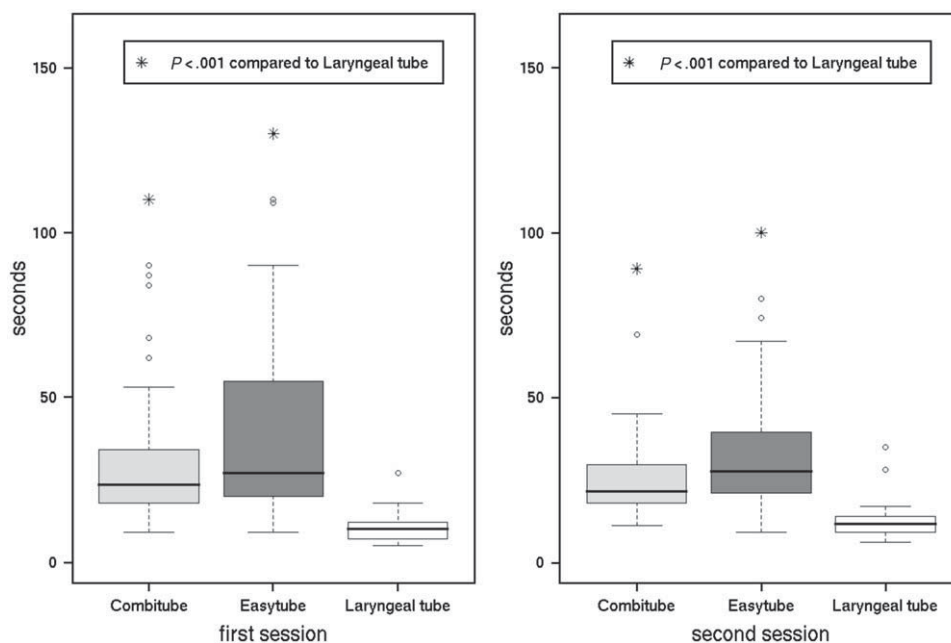 * P < .001 compared to Laryngeal tube
150
100
50
0
seconds
Combitube Easytube Laryngeal tube
first session
* P < .001 compared to Laryngeal tube
150
100
50
0
seconds
Combitube Easytube Laryngeal tube
second session